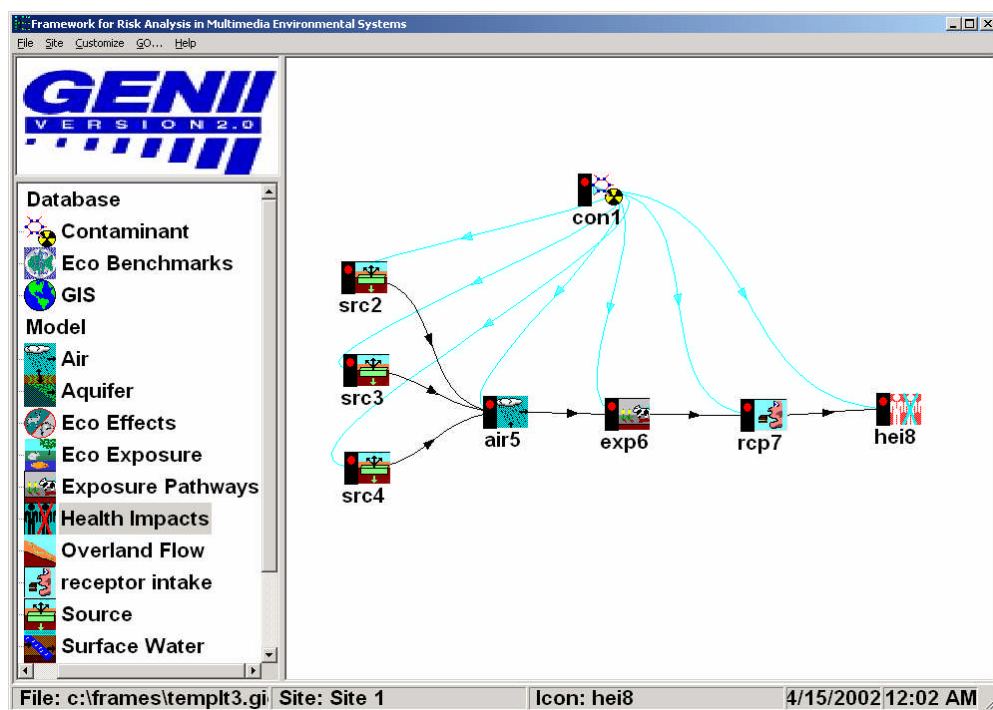 Framework for Risk Analysis in Multimedia Environmental Systems
File Site Customize GO... Help
GENII
VERSION 2.0
Database
Contaminant
Eco Benchmarks
GIS
Model
Air
Aquifer
Eco Effects
Eco Exposure
Exposure Pathways
Health Impacts
Overland Flow
receptor intake
Source
Surface Water
con1
src2
src3
src4
air5
exp6
rcp7
hei8
File: c:\frames\templt3.gi
Site: Site 1
Icon: hei8
4/15/2002
12:02 AM